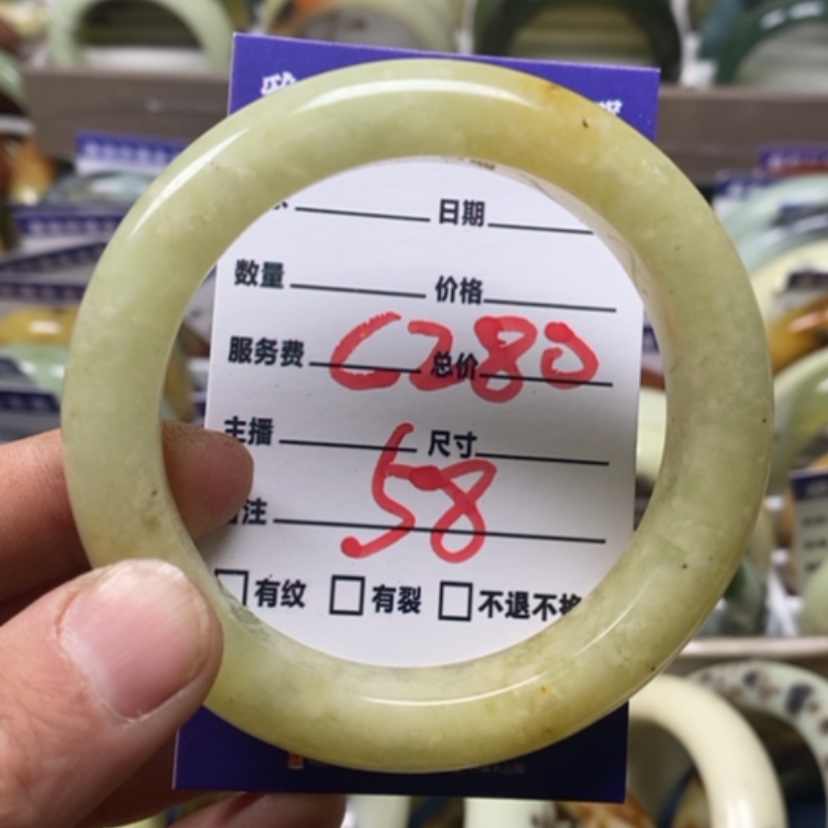 日期
数量 价格
服务费 总价
C280
主播 尺寸
58
注
有纹 有裂 不退不换